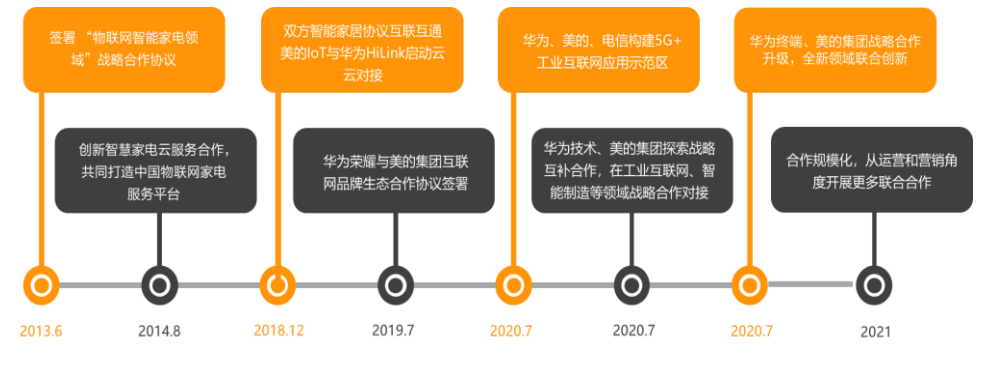 签署 “物联网智能家电领
域”战略合作协议
双方智能家居协议互联互通
美的IoT与华为HiLink启动云
云对接
华为、美的、电信构建5G+
工业互联网应用示范区
华为终端、美的集团战略合作
升级，全新领域联合创新
创新智慧家电云服务合作，
共同打造中国物联网家电
服务平台
华为荣耀与美的集团互联
网品牌生态合作协议签署
华为技术、美的集团探索战略
互补合作，在工业互联网、智
能制造等领域战略合作对接
合作规模化，从运营和营销角
度开展更多联合合作
2013.6
2014.8
2018.12
2019.7
2020.7
2020.7
2020.7
2021